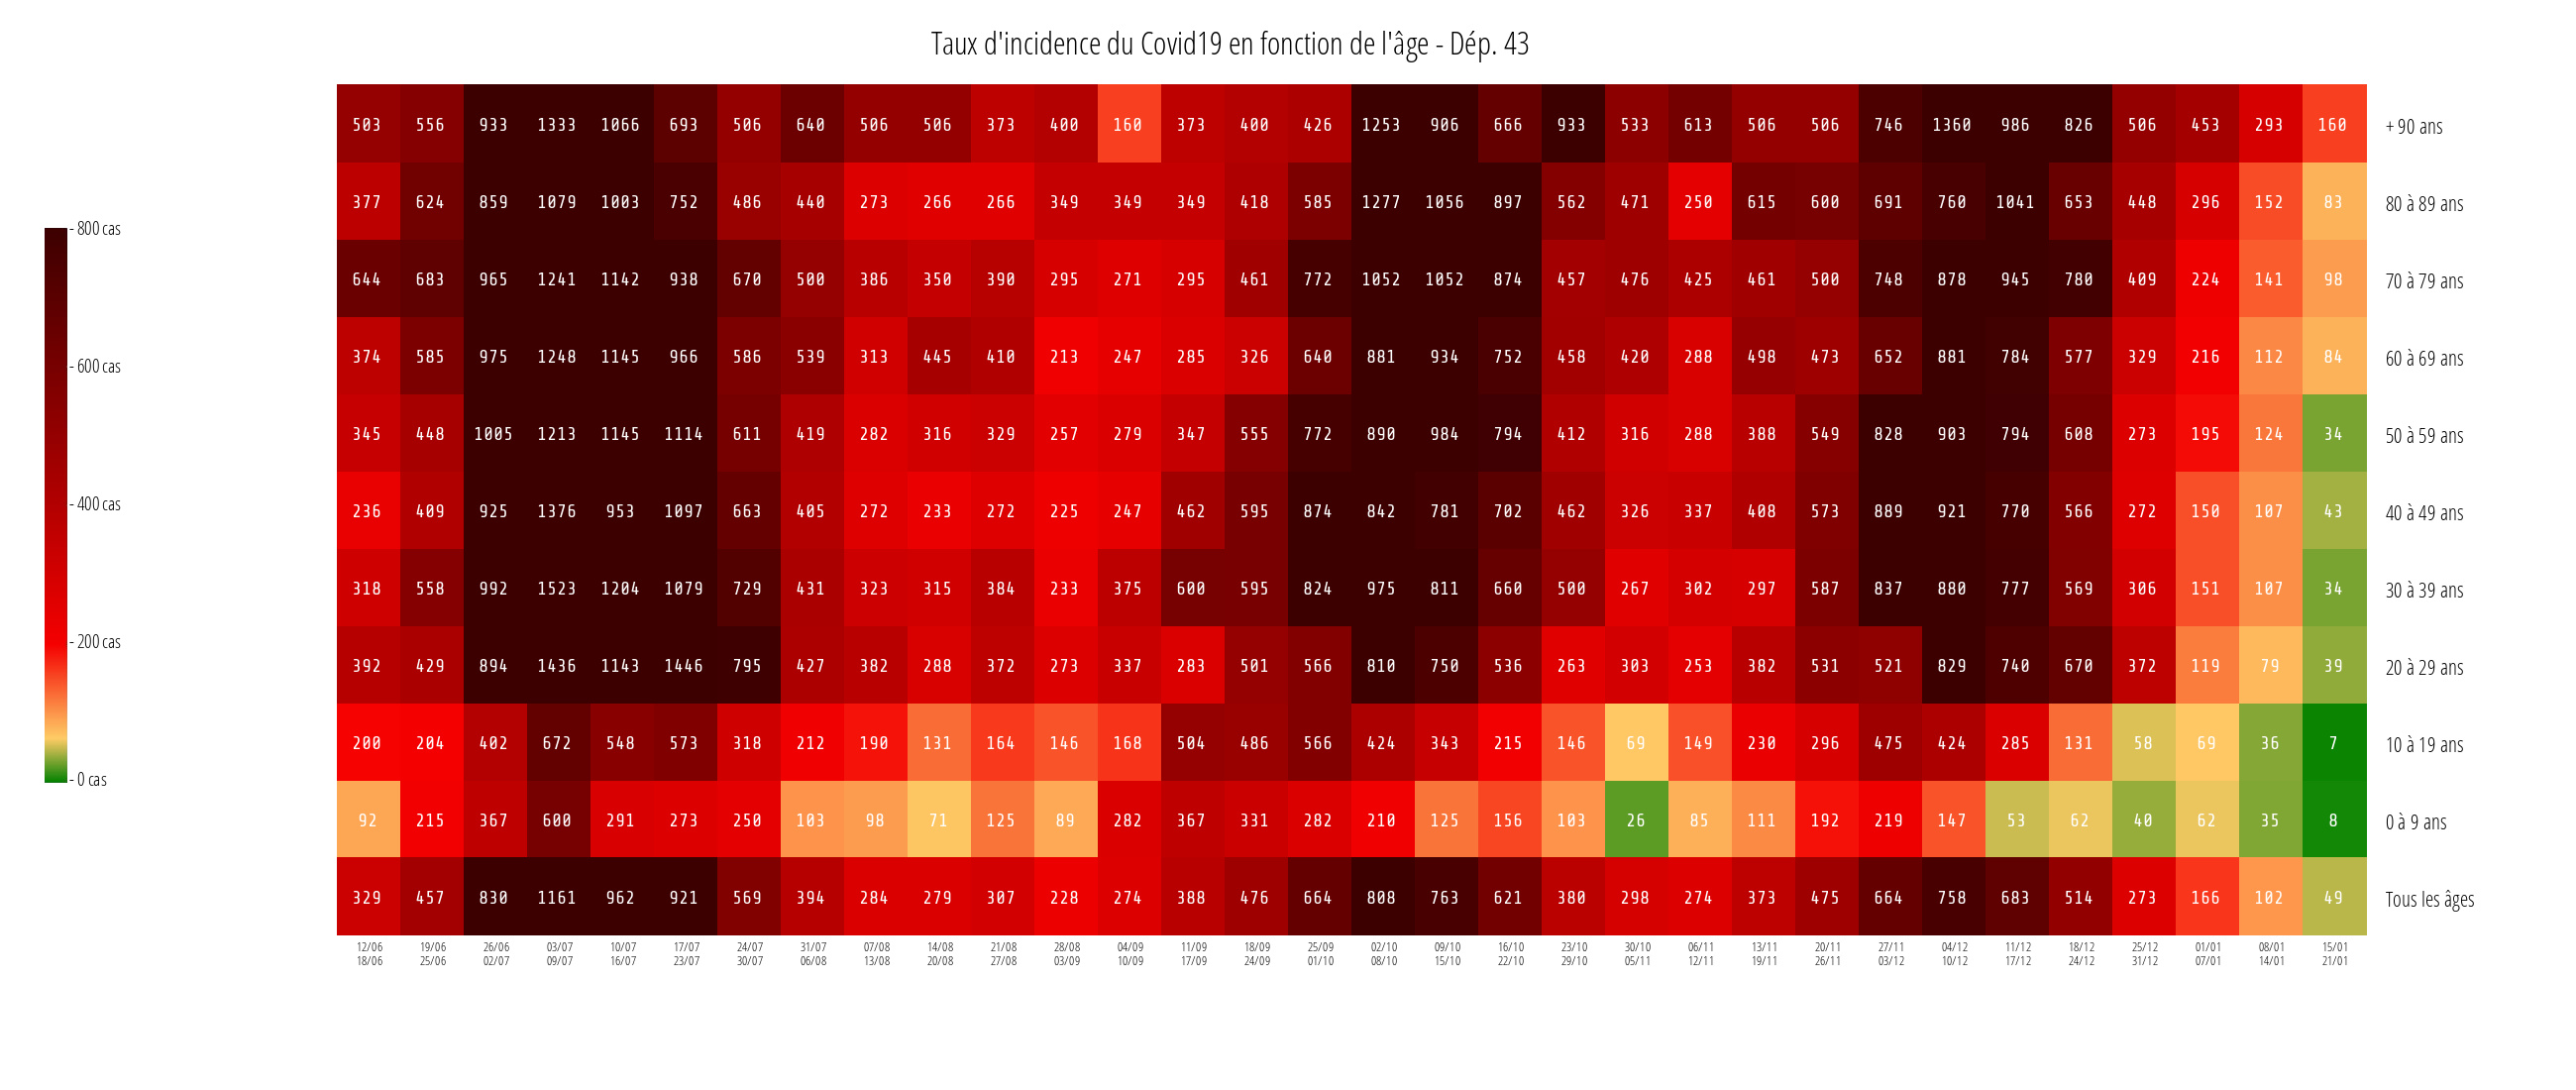 Taux d'incidence du Covid19 en fonction de l'âge - Dép. 43
- 800 cas
- 600 cas
- 400 cas
- 200 cas
- 0 cas
503 556 933 1333 1066 693 506 640 506 506 373 400 160 373 400 426 1253 906 666 933 533 613 506 506 746 1360 986 826 506 453 293 160 + 90 ans
377 624 859 1079 1003 752 486 440 273 266 266 349 349 349 418 585 1277 1056 897 562 471 250 615 600 691 760 1041 653 448 296 152 83 80 à 89 ans
644 683 965 1241 1142 938 670 500 386 350 390 295 271 295 461 772 1052 1052 874 457 476 425 461 500 748 878 945 780 409 224 141 98 70 à 79 ans
374 585 975 1248 1145 966 586 539 313 445 410 213 247 285 326 640 881 934 752 458 420 288 498 473 652 881 784 577 329 216 112 84 60 à 69 ans
345 448 1005 1213 1145 1114 611 419 282 316 329 257 279 347 555 772 890 984 794 412 316 288 388 549 828 903 794 608 273 195 124 34 50 à 59 ans
236 409 925 1376 953 1097 663 405 272 233 272 225 247 462 595 874 842 781 702 462 326 337 408 573 889 921 770 566 272 150 107 43 40 à 49 ans
318 558 992 1523 1204 1079 729 431 323 315 384 233 375 600 595 824 975 811 660 500 267 302 297 587 837 880 777 569 306 151 107 34 30 à 39 ans
392 429 894 1436 1143 1446 795 427 382 288 372 273 337 283 501 566 810 750 536 263 303 253 382 531 521 829 740 670 372 119 79 39 20 à 29 ans
200 204 402 672 548 573 318 212 190 131 164 146 168 504 486 566 424 343 215 146 69 149 230 296 475 424 285 131 58 69 36 7 10 à 19 ans
92 215 367 600 291 273 250 103 98 71 125 89 282 367 331 282 210 125 156 103 26 85 111 192 219 147 53 62 40 62 35 8 0 à 9 ans
329 457 830 1161 962 921 569 394 284 279 307 228 274 388 476 664 808 763 621 380 298 274 373 475 664 758 683 514 273 166 102 49 Tous les âges
12/06 19/06 26/06 03/07 10/07 17/07 24/07 31/07 07/08 14/08 21/08 28/08 04/09 11/09 18/09 25/09 02/10 09/10 16/10 23/10 30/10 06/11 13/11 20/11 27/11 04/12 11/12 18/12 25/12 01/01 08/01 15/01
18/06 25/06 02/07 09/07 16/07 23/07 30/07 06/08 13/08 20/08 27/08 03/09 10/09 17/09 24/09 01/10 08/10 15/10 22/10 29/10 05/11 12/11 19/11 26/11 03/12 10/12 17/12 24/12 31/12 07/01 14/01 21/01